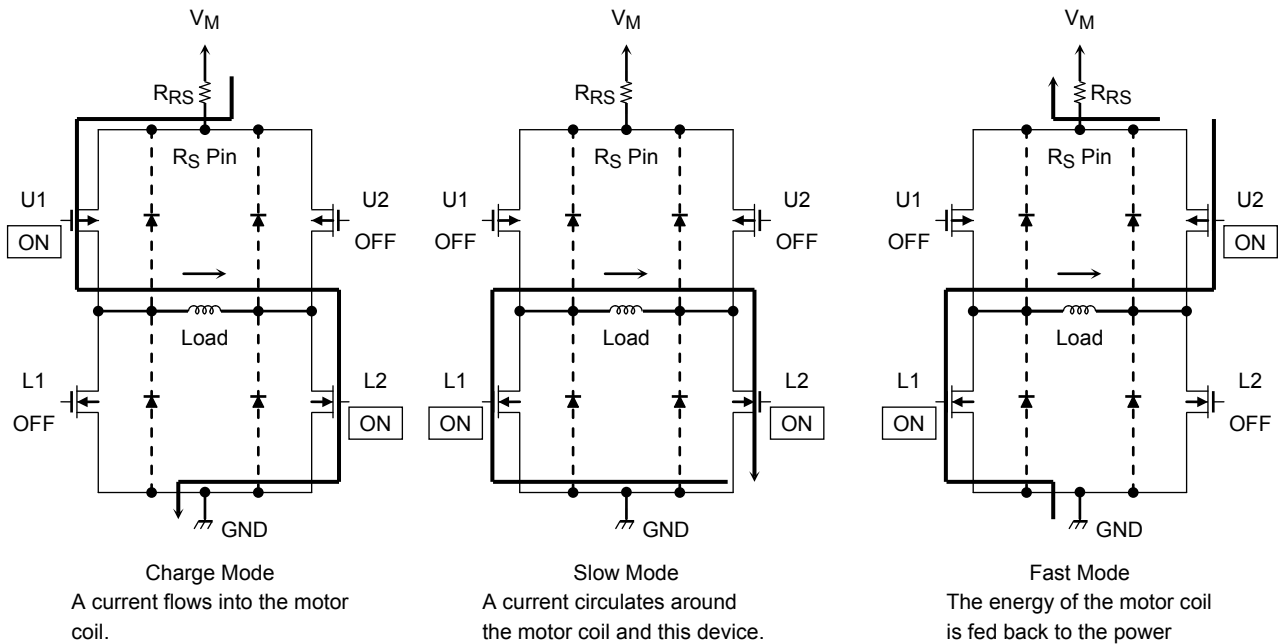 VM
RRS
RS Pin
U1
ON
U2
OFF
Load
L1
OFF
L2
ON
GND
Charge Mode
A current flows into the motor
coil.
VM
RRS
RS Pin
U1
OFF
U2
OFF
Load
L1
ON
L2
ON
GND
Slow Mode
A current circulates around
the motor coil and this device.
VM
RRS
RS Pin
U1
OFF
U2
ON
Load
L1
ON
L2
OFF
GND
Fast Mode
The energy of the motor coil
is fed back to the power